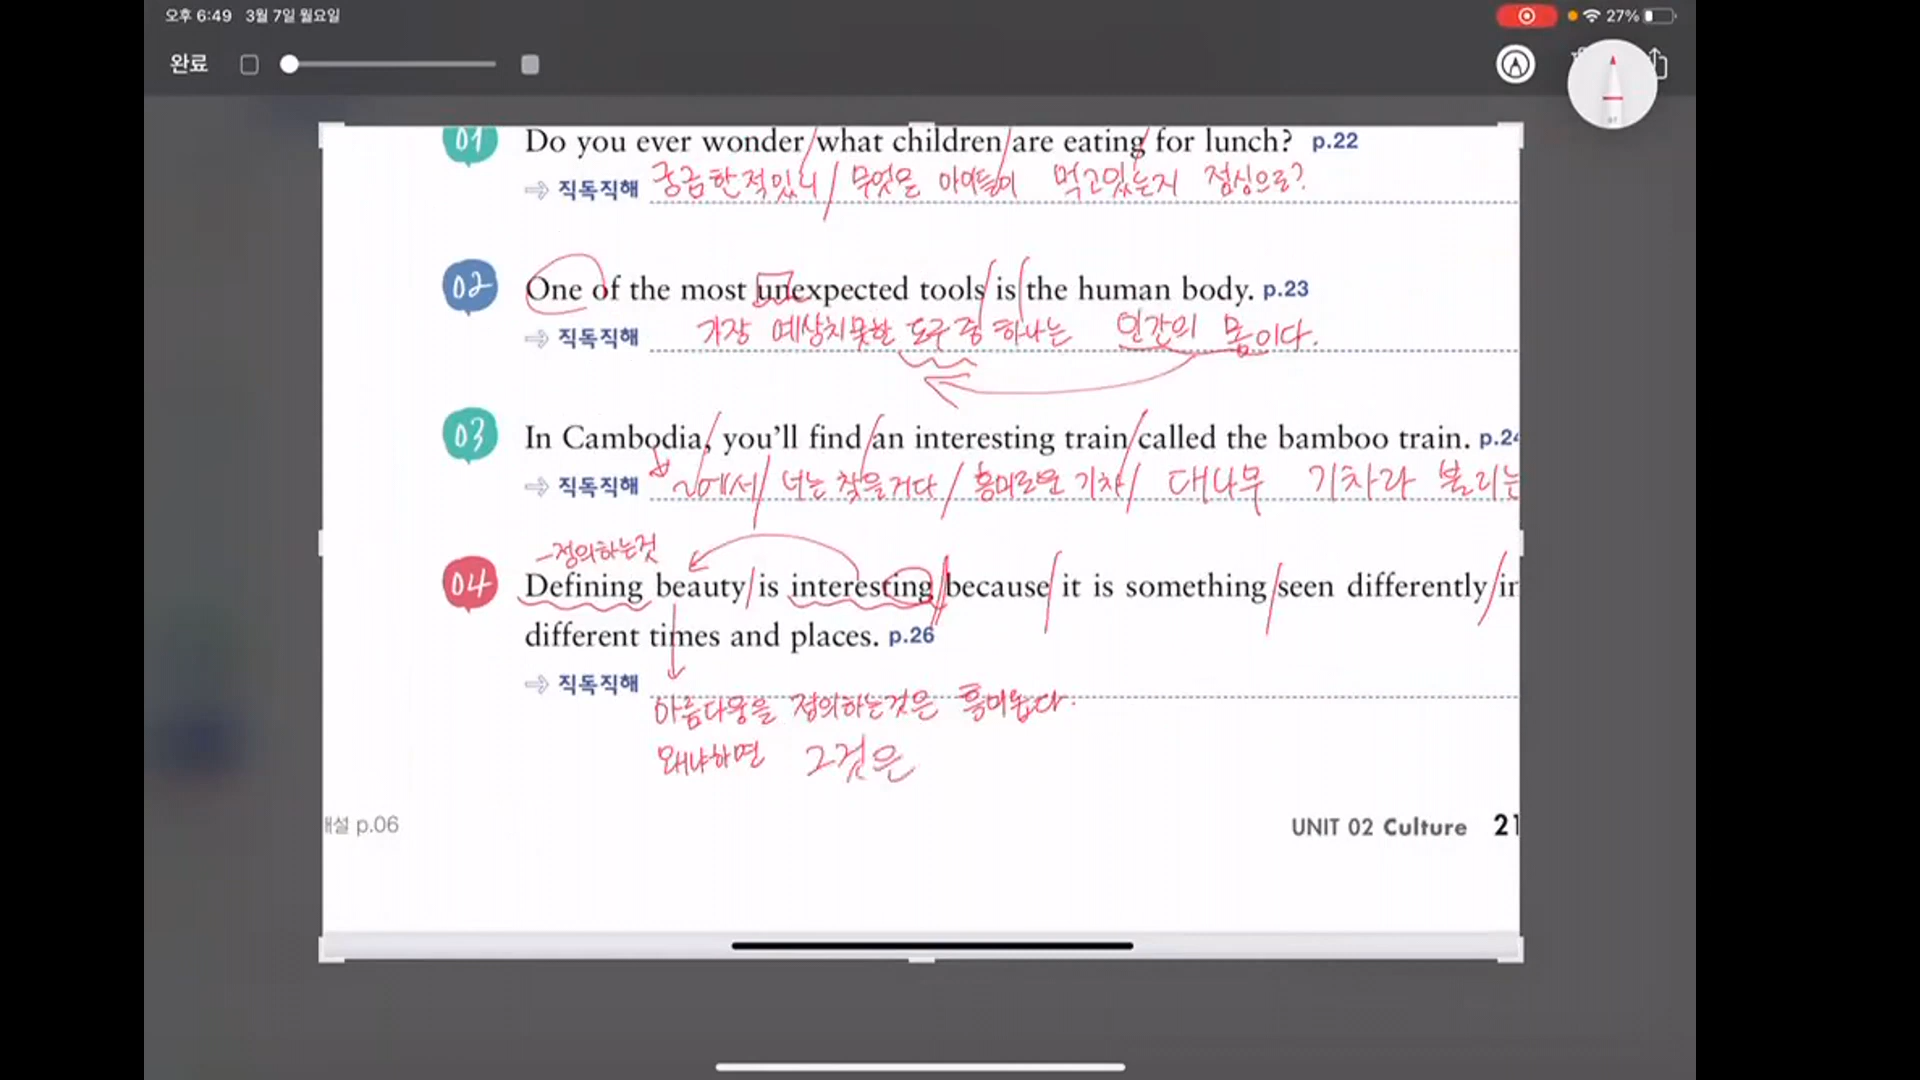 오후 6:49 3월 7일 월요일
27%
완료
01 Do you ever wonder/what children/are eating/for lunch? p.22
⇨ 직독직해 궁금한적있니 / 무엇을 아이들이 먹고있는지 점심으로?
02 One of the most unexpected tools/is/the human body. p.23
⇨ 직독직해 가장 예상치못한 도구 중 하나는 인간의 몸이다.
03 In Cambodia,/you'll find/an interesting train/called the bamboo train. p.24
⇨ 직독직해 ~에서/ 너는 찾을거다 / 흥미로운 기차/ 대나무 기차라 불리는
-정의하는것
04 Defining beauty/is interesting/because/it is something/seen differently/in
different times and places. p.26
⇨ 직독직해
아름다움을 정의하는것은 흥미롭다.
왜냐하면 그것은
해설 p.06
UNIT 02 Culture 21